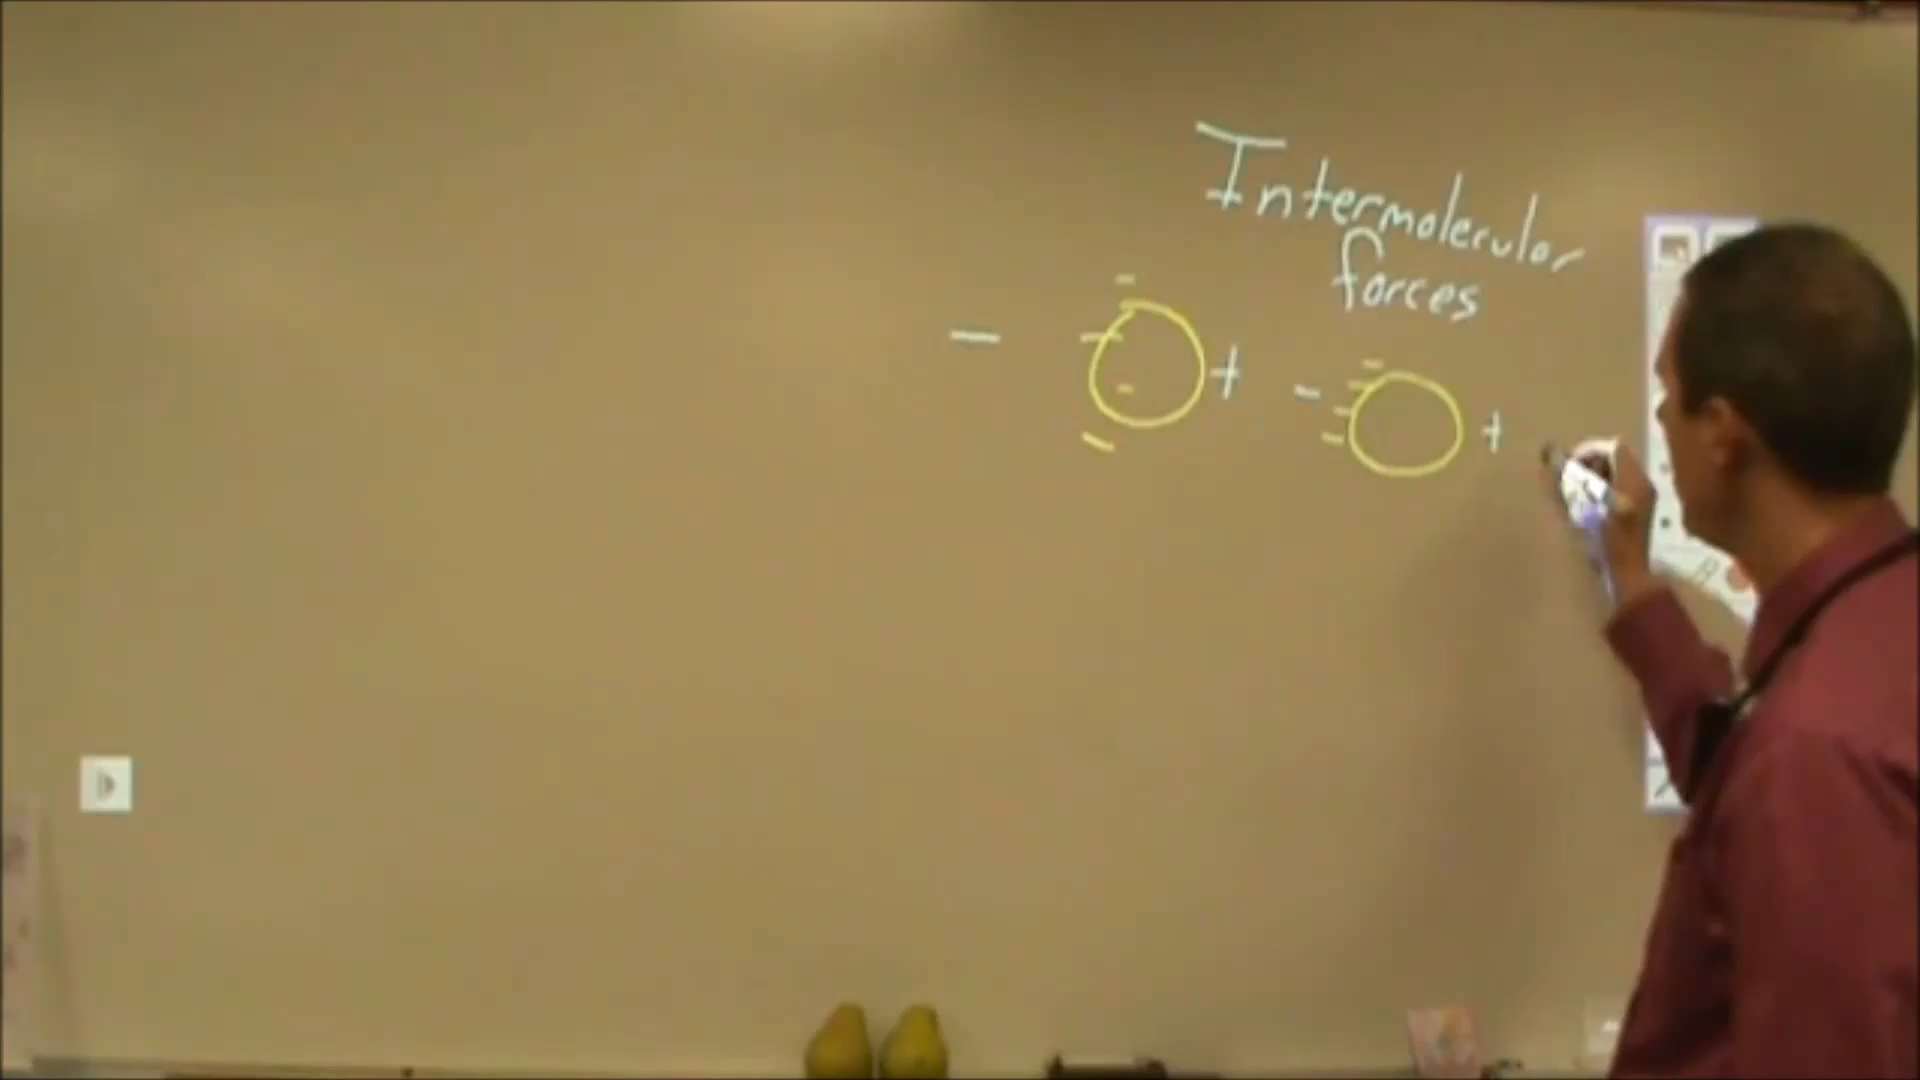 Intermolecular
forces
- - - +
- - - +